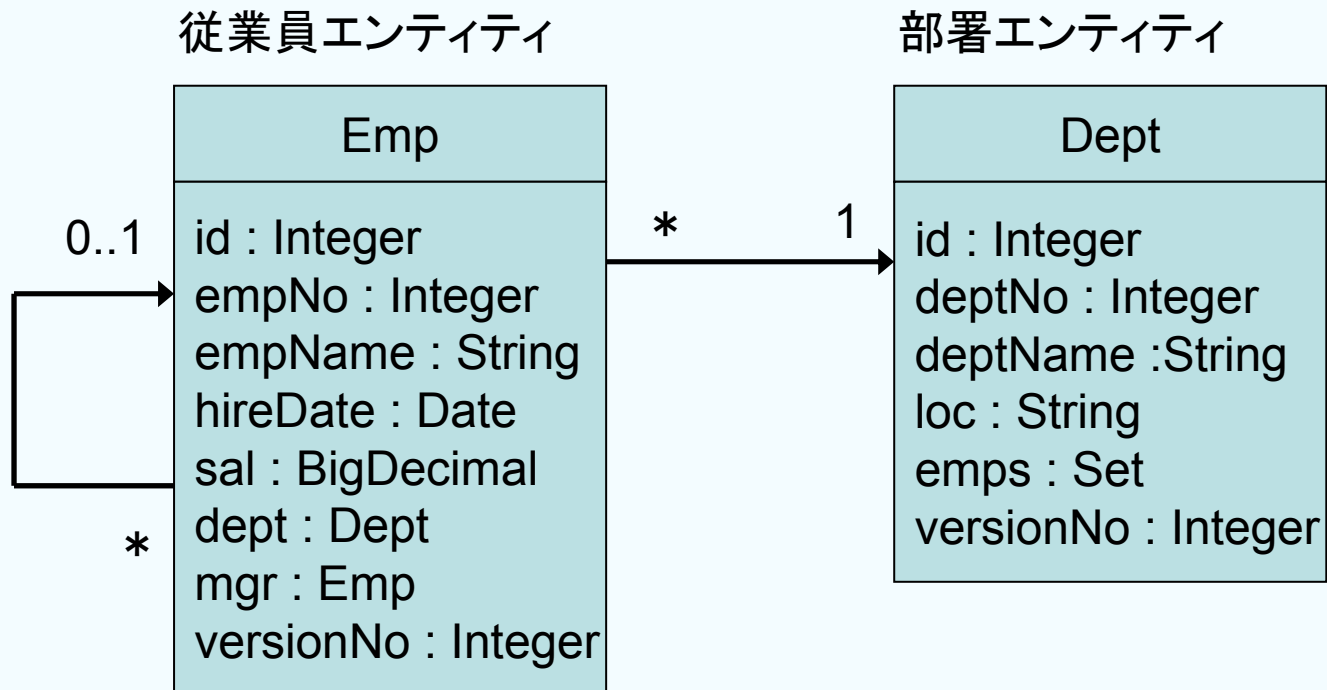 従業員エンティティ
部署エンティティ
Emp
0..1
*
id : Integer
empNo : Integer
empName : String
hireDate : Date
sal : BigDecimal
dept : Dept
mgr : Emp
versionNo : Integer
*
1
Dept
id : Integer
deptNo : Integer
deptName :String
loc : String
emps : Set
versionNo : Integer